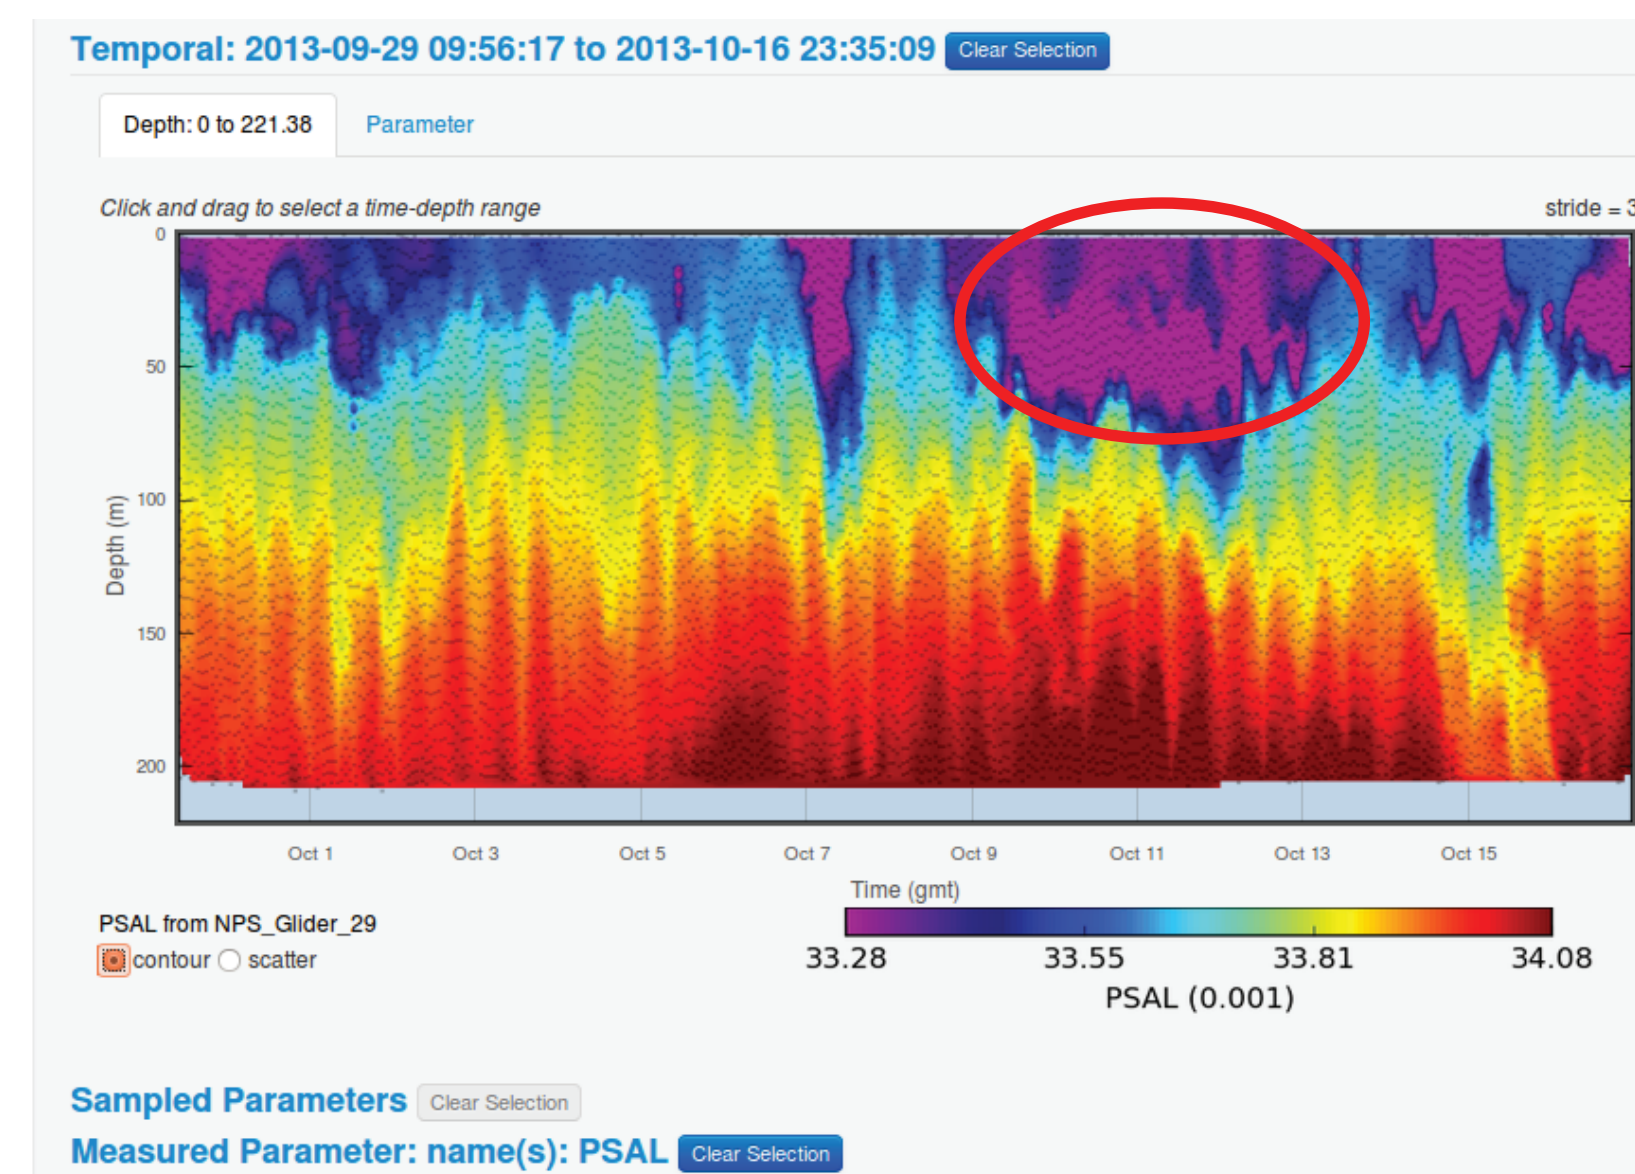 Temporal: 2013-09-29 09:56:17 to 2013-10-16 23:35:09 Clear Selection
Depth: 0 to 221.38 Parameter
Click and drag to select a time-depth range stride = 3
0
50
100
150
200
Depth (m)
Oct 1 Oct 3 Oct 5 Oct 7 Oct 9 Oct 11 Oct 13 Oct 15
Time (gmt)
PSAL from NPS_Glider_29
contour scatter
33.28 33.55 33.81 34.08
PSAL (0.001)
Sampled Parameters Clear Selection
Measured Parameter: name(s): PSAL Clear Selection